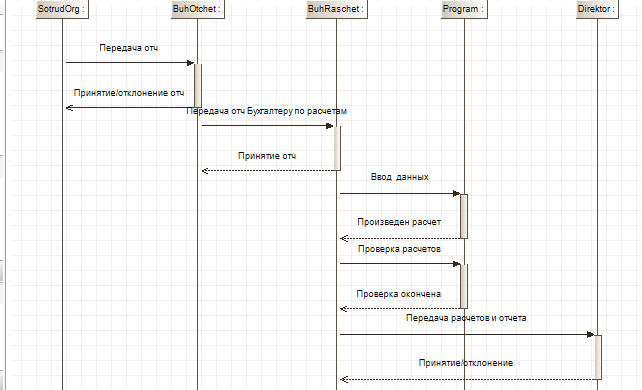 SotrudOrg :
BuhOtchet :
BuhRaschet :
Program :
Direktor :
Передача отч
Принятие/отклонение отч
Передача отч Бухгалтеру по расчетам
Принятие отч
Ввод данных
Произведен расчет
Проверка расчетов
Проверка окончена
Передача расчетов и отчета
Принятие/отклонение